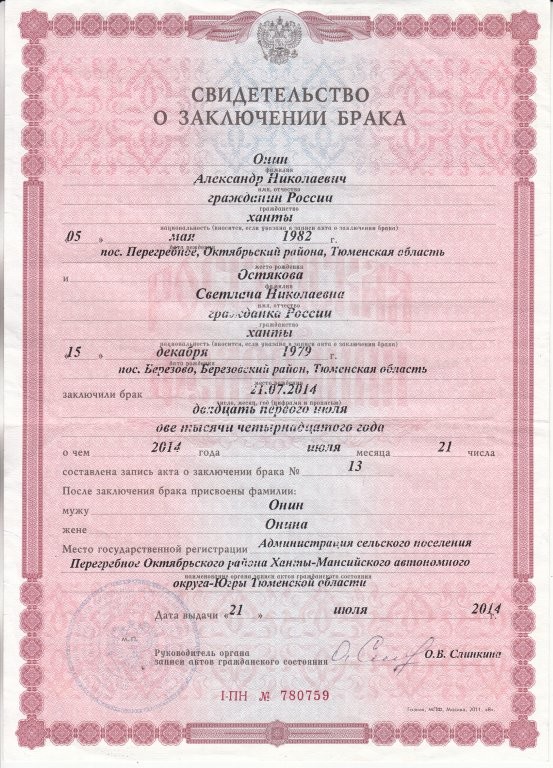 СВИДЕТЕЛЬСТВО
О ЗАКЛЮЧЕНИИ БРАКА
Онин
фамилия
Александр Николаевич
имя, отчество
гражданин России
гражданство
ханты
национальность (вносится, если указана в записи акта о заключении брака)
«05 » мая 1982 г.
дата рождения
пос. Перегребное, Октябрьский района, Тюменская область
место рождения
и Остякова
фамилия
Светлана Николаевна
имя, отчество
гражданка России
гражданство
ханты
национальность (вносится, если указана в записи акта о заключении брака)
«15 » декабря 1979 г.
дата рождения
пос. Березово, Березовский район, Тюменская область
место рождения
заключили брак 21.07.2014
число, месяц, год (цифрами и прописью)
двадцать первого июля
две тысячи четырнадцатого года
о чем 2014 года июля месяца 21 числа
составлена запись акта о заключении брака № 13
После заключения брака присвоены фамилии:
мужу Онин
жене Онина
Место государственной регистрации Администрация сельского поселения
Перегребное Октябрьского района Ханты-Мансийского автономного
наименование органа записи актов гражданского состояния
округа-Югры Тюменской области
Дата выдачи «21 » июля 2014 г.
М.П.
Руководитель органа
записи актов гражданского состояния О.В. Слинкина
I-ПН № 780759
Гознак, МПФ, Москва, 2011, «В».